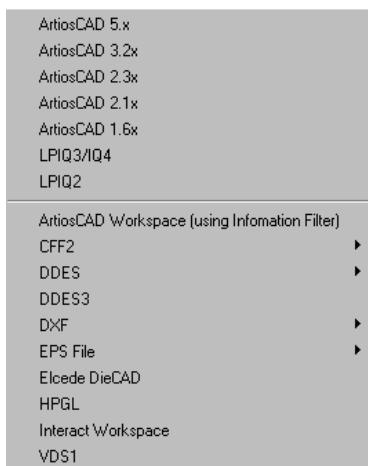 ArtiosCAD 5.x
ArtiosCAD 3.2x
ArtiosCAD 2.3x
ArtiosCAD 2.1x
ArtiosCAD 1.6x
LPIQ3/IQ4
LPIQ2
ArtiosCAD Workspace (using Infomation Filter)
CFF2
DDES
DDES3
DXF
EPS File
Elcede DieCAD
HPGL
Interact Workspace
VDS1